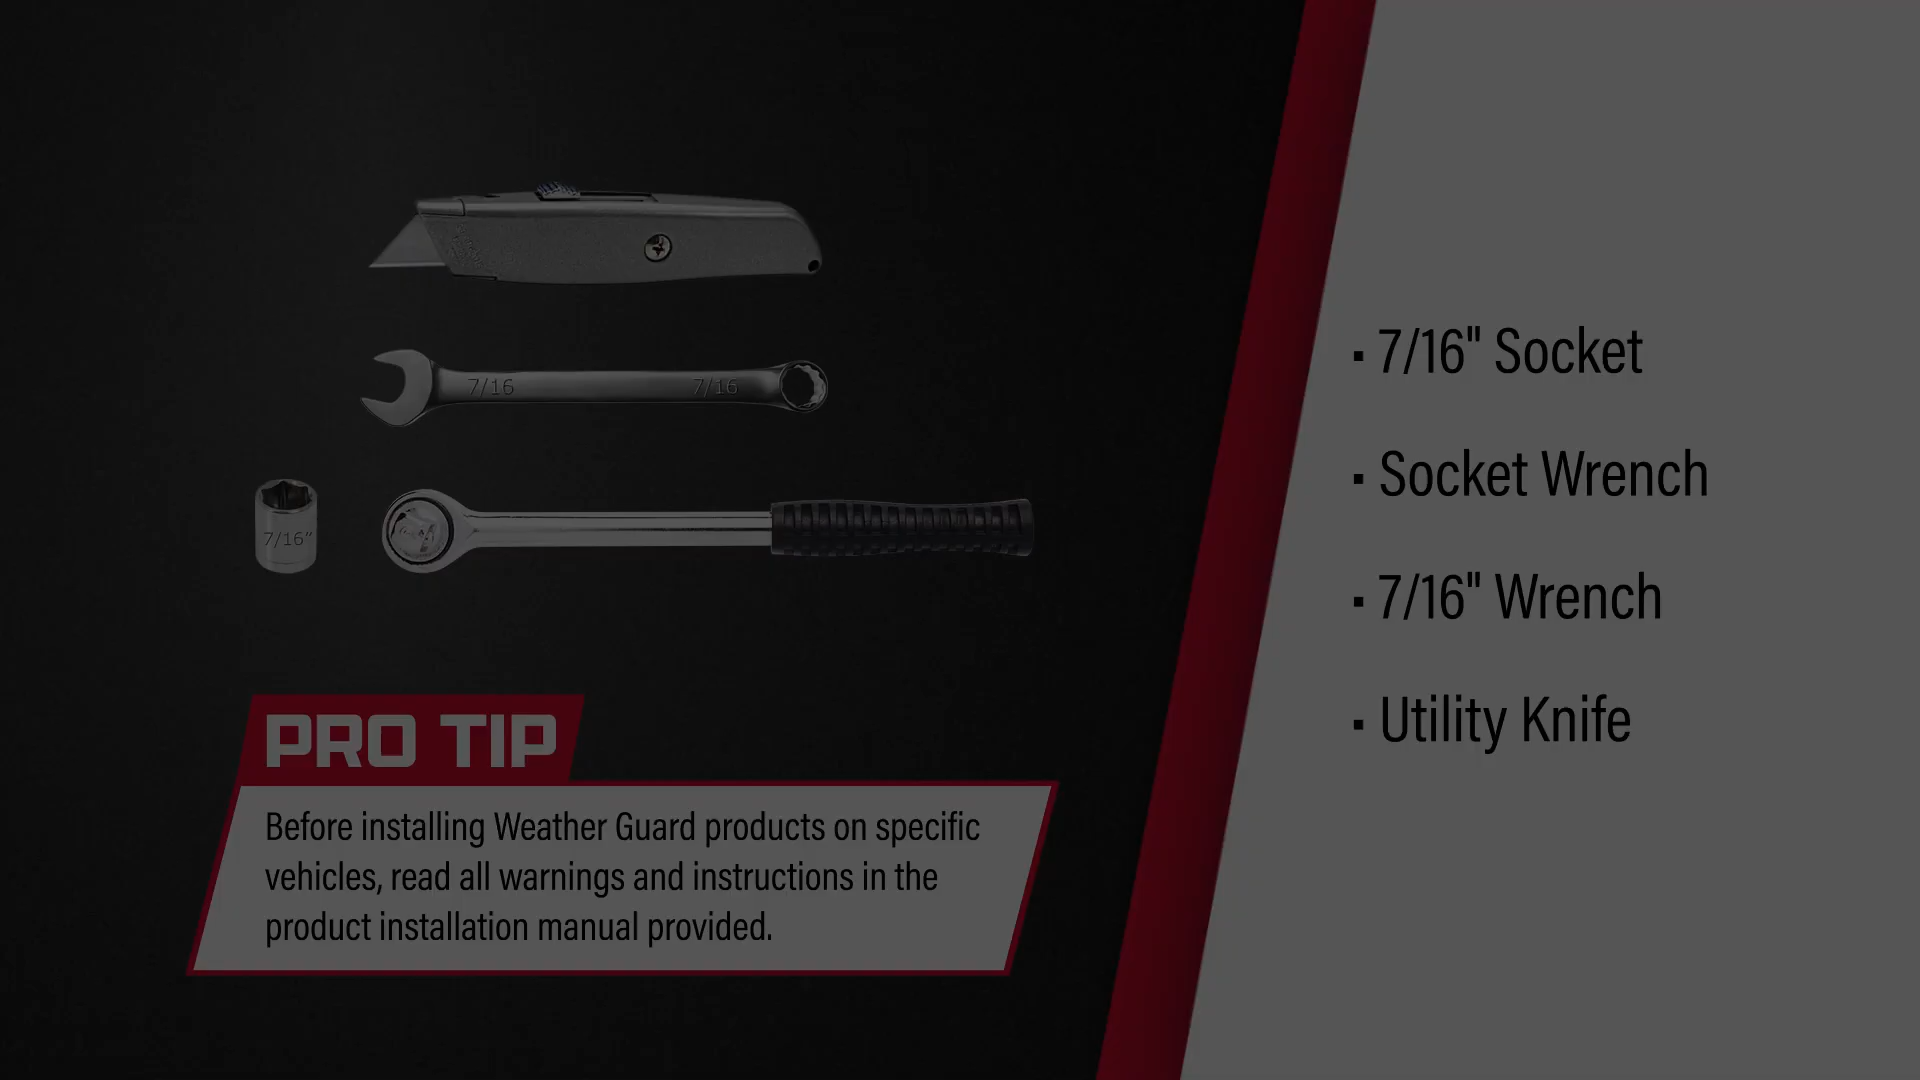 7/16 7/16
7/16"
PRO TIP
Before installing Weather Guard products on specific
vehicles, read all warnings and instructions in the
product installation manual provided.
▪ 7/16" Socket
▪ Socket Wrench
▪ 7/16" Wrench
▪ Utility Knife